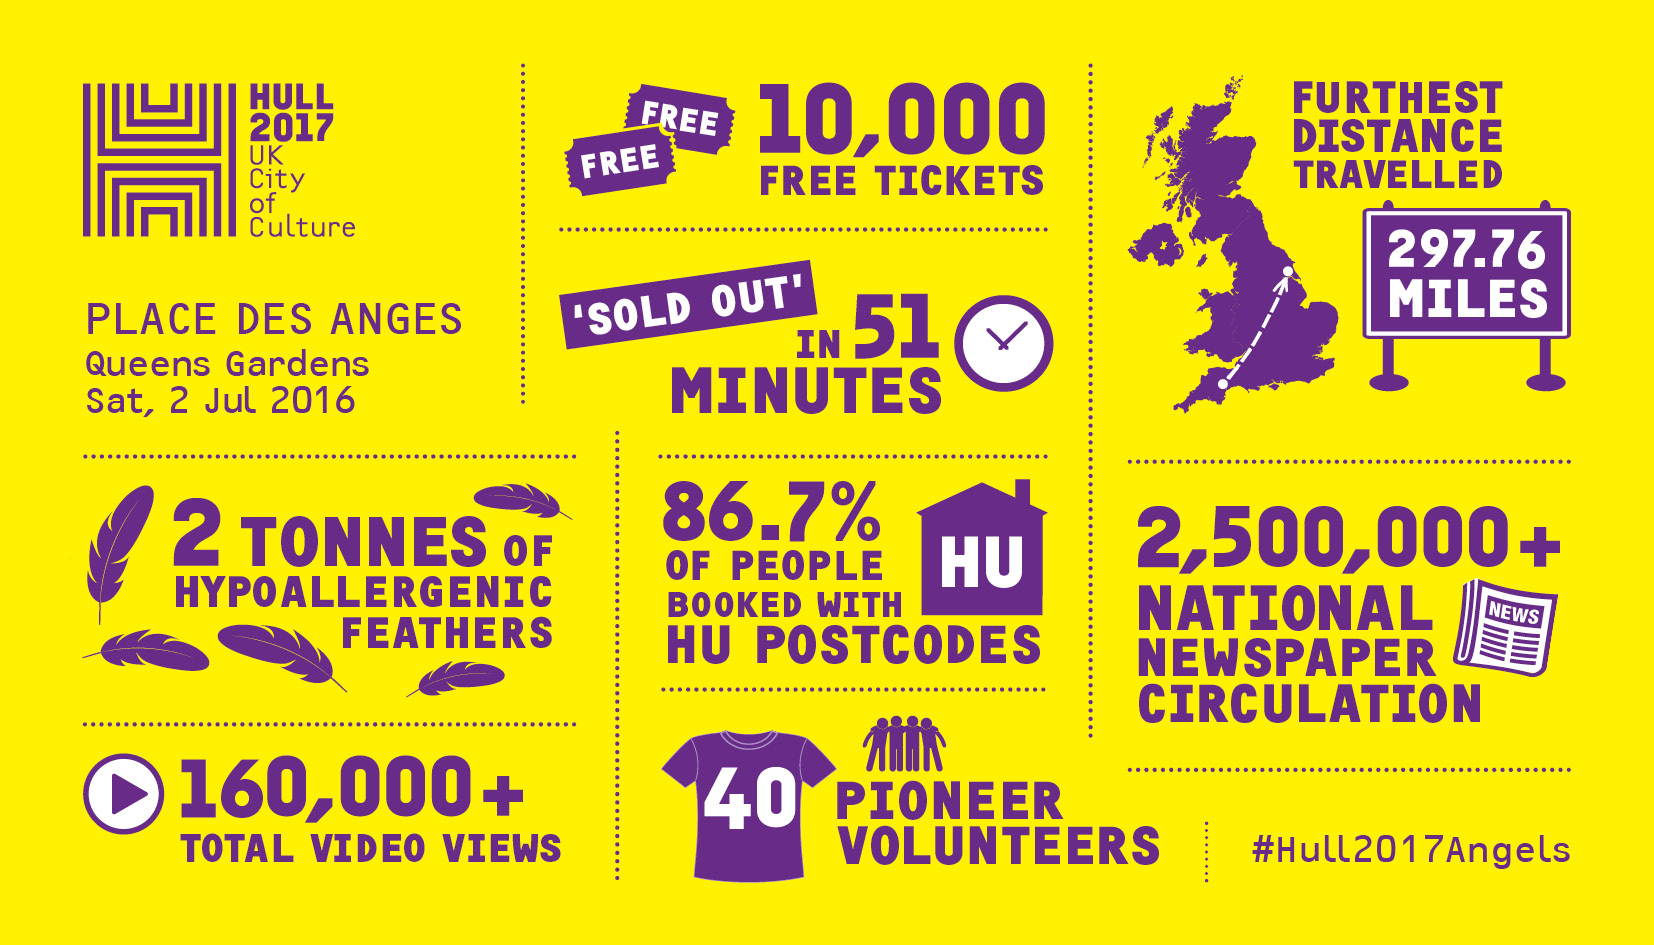 HULL
2017
UK
City
of
Culture
PLACE DES ANGES
Queens Gardens
Sat, 2 Jul 2016
FREE
FREE
10,000
FREE TICKETS
'SOLD OUT'
IN 51
MINUTES
FURTHEST
DISTANCE
TRAVELLED
297.76
MILES
2 TONNES OF
HYPOALLERGENIC
FEATHERS
86.7%
OF PEOPLE
BOOKED WITH
HU POSTCODES
HU
2,500,000+
NATIONAL
NEWSPAPER
CIRCULATION
NEWS
160,000+
TOTAL VIDEO VIEWS
40
PIONEER
VOLUNTEERS
#Hull2017Angels